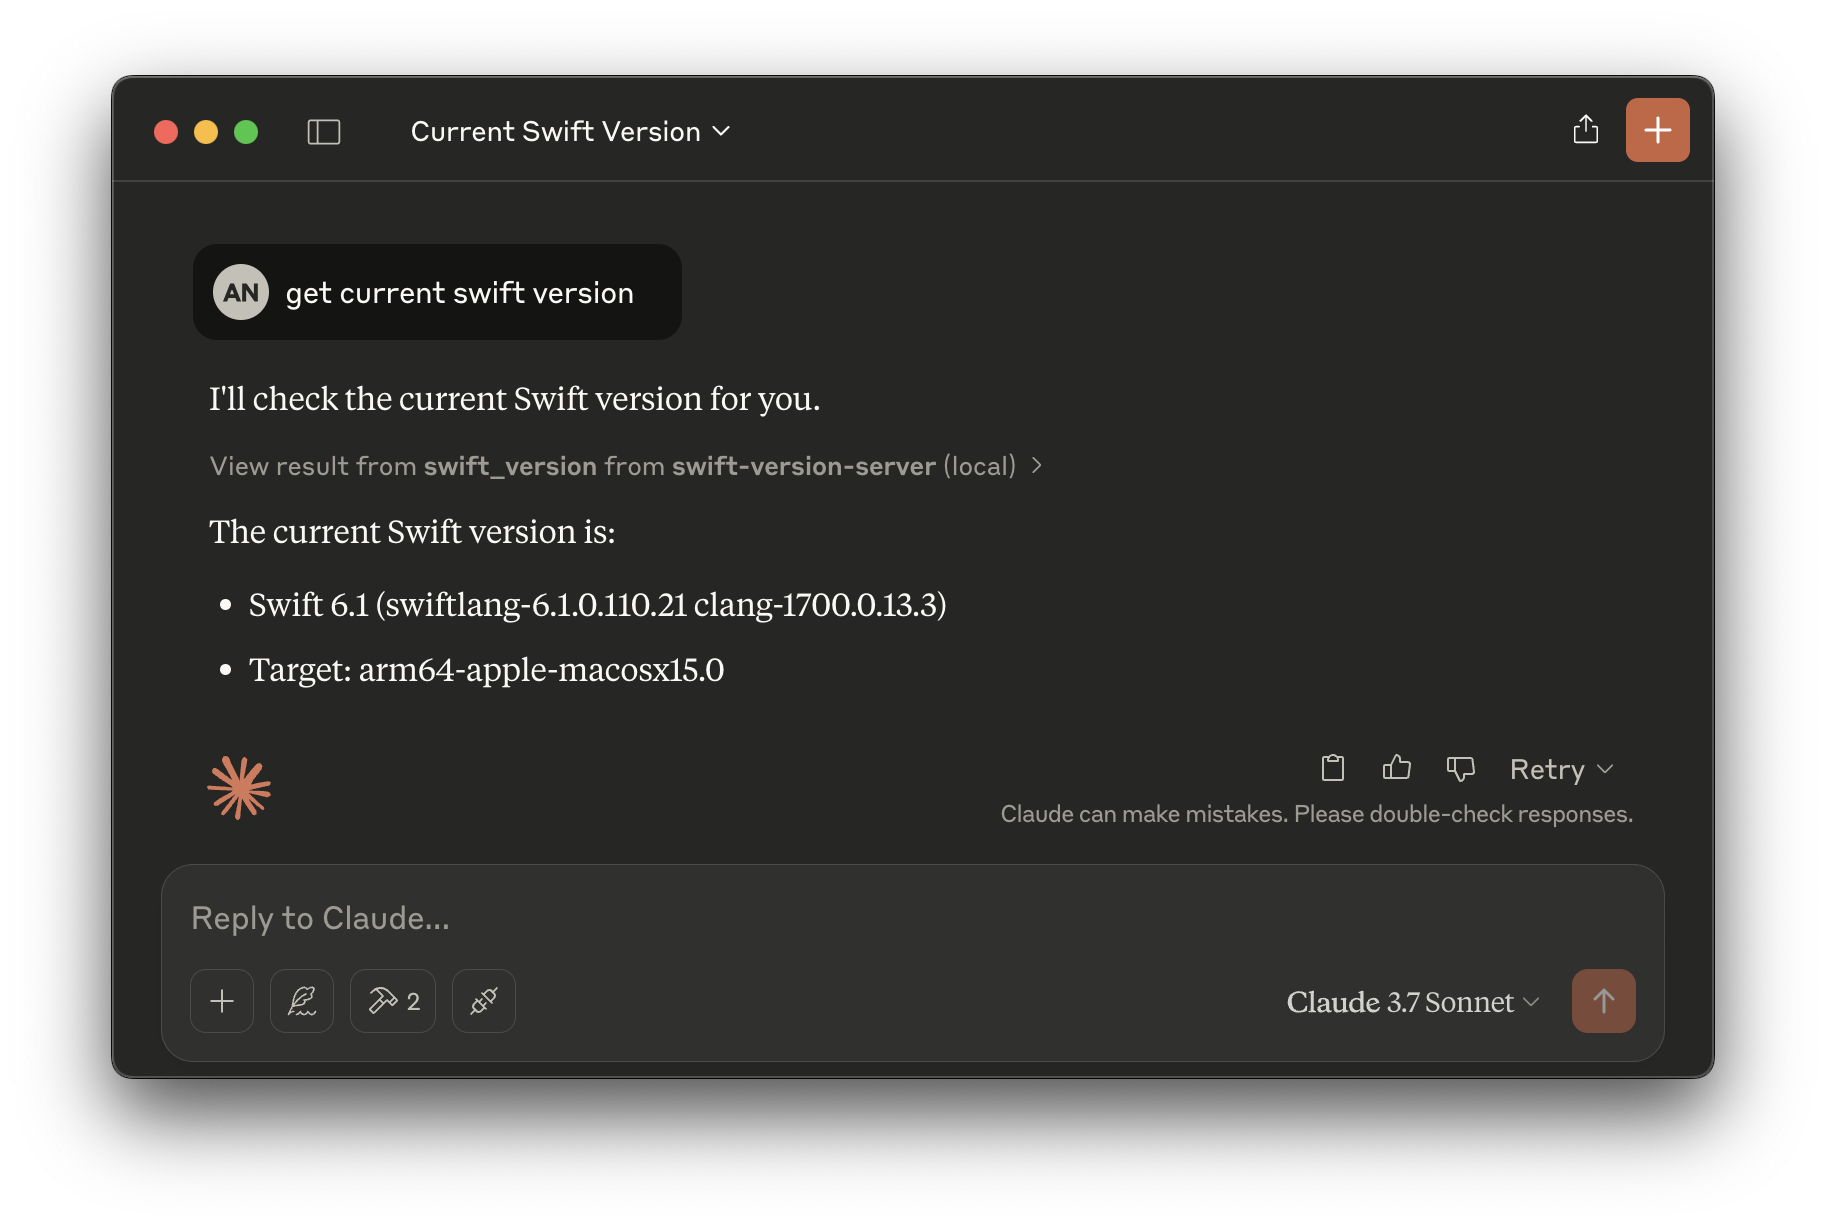 Current Swift Version
AN get current swift version
I'll check the current Swift version for you.
View result from swift_version from swift-version-server (local)
The current Swift version is:
• Swift 6.1 (swiftlang-6.1.0.110.21 clang-1700.0.13.3)
• Target: arm64-apple-macosx15.0
Retry
Claude can make mistakes. Please double-check responses.
Reply to Claude...
2
Claude 3.7 Sonnet